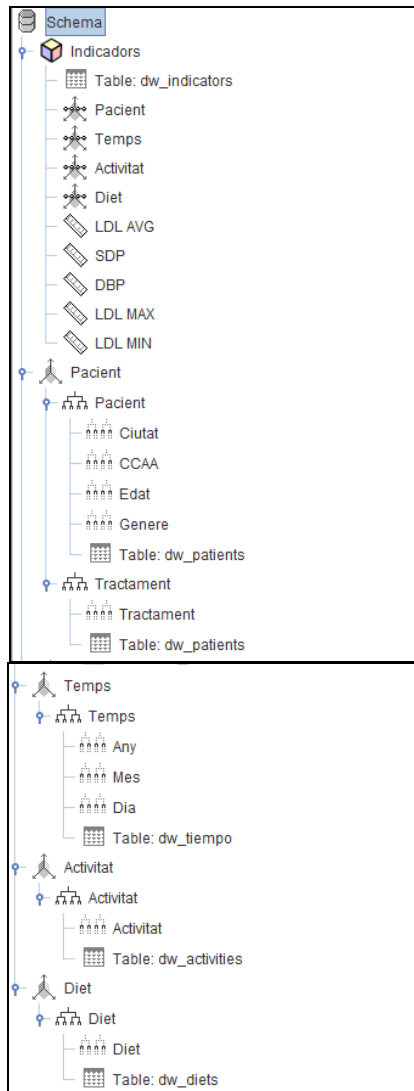 Schema
Indicadors
Table: dw_indicators
Pacient
Temps
Activitat
Diet
LDL AVG
SDP
DBP
LDL MAX
LDL MIN
Pacient
Pacient
Ciutat
CCAA
Edat
Genere
Table: dw_patients
Tractament
Tractament
Table: dw_patients
Temps
Temps
Any
Mes
Dia
Table: dw_tiempo
Activitat
Activitat
Activitat
Table: dw_activities
Diet
Diet
Diet
Table: dw_diets